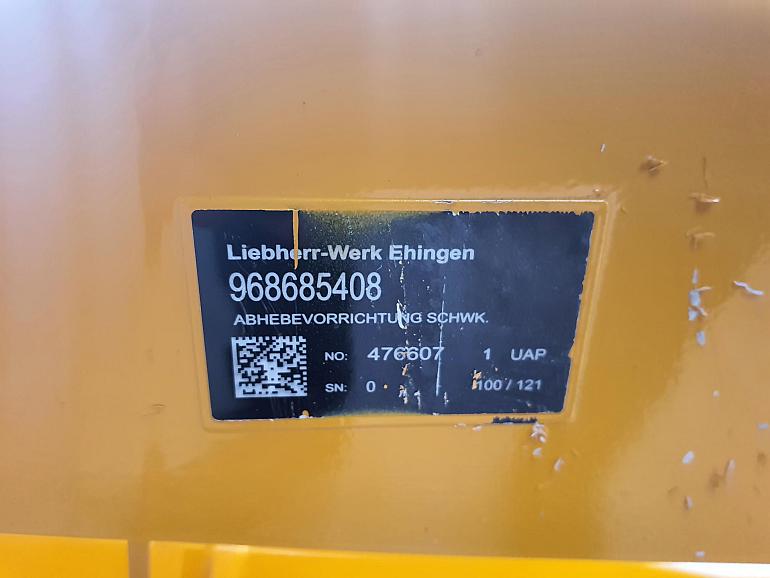 Liebherr-Werk Ehingen
968685408
ABHEBEVORRICHTUNG SCHWK.
NO: 476607 1 UAP
SN: 0 100 / 121